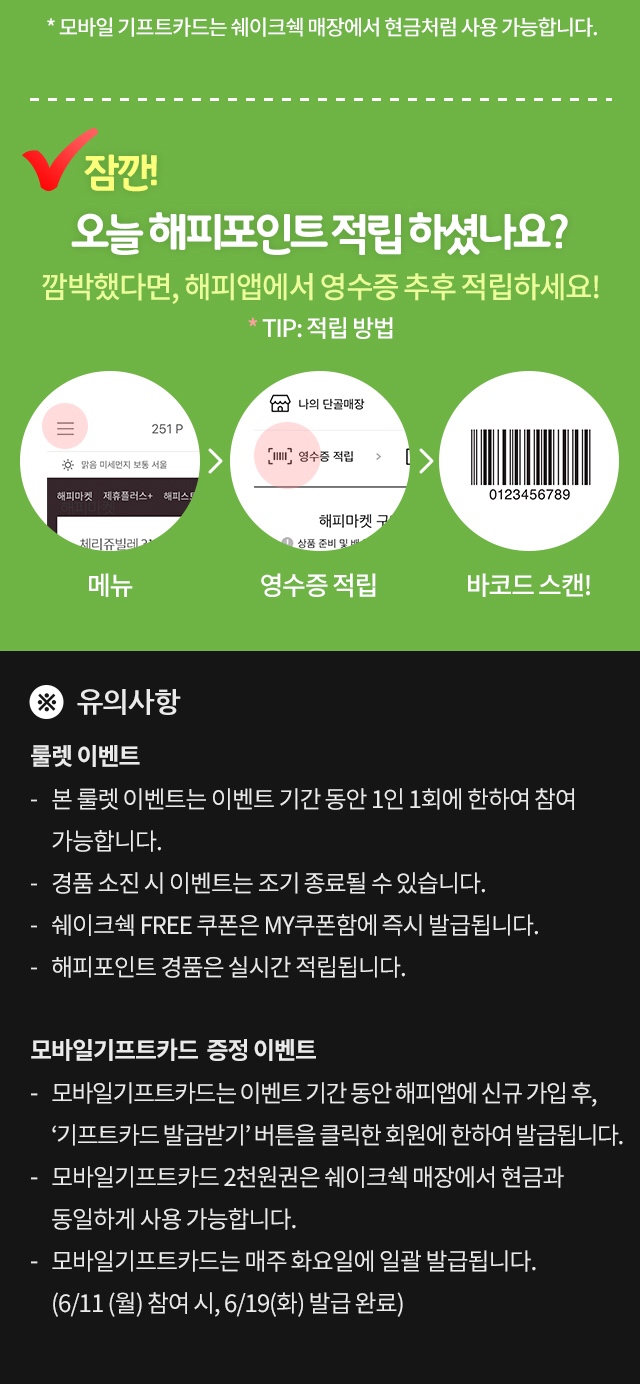 * 모바일 기프트카드는 쉐이크쉑 매장에서 현금처럼 사용 가능합니다.
잠깐!
오늘 해피포인트 적립 하셨나요?
깜박했다면, 해피앱에서 영수증 추후 적립하세요!
* TIP: 적립 방법
251 P
맑음 미세먼지 보통 서울
해피마켓 제휴플러스+ 해피스
체리쥬빌레
나의 단골매장
영수증 적립 >
해피마켓 구
상품 준비 및
0123456789
메뉴
영수증 적립
바코드 스캔!
※ 유의사항
룰렛 이벤트
- 본 룰렛 이벤트는 이벤트 기간 동안 1인 1회에 한하여 참여
가능합니다.
- 경품 소진 시 이벤트는 조기 종료될 수 있습니다.
- 쉐이크쉑 FREE 쿠폰은 MY쿠폰함에 즉시 발급됩니다.
- 해피포인트 경품은 실시간 적립됩니다.
모바일기프트카드 증정 이벤트
- 모바일기프트카드는 이벤트 기간 동안 해피앱에 신규 가입 후,
‘기프트카드 발급받기’ 버튼을 클릭한 회원에 한하여 발급됩니다.
- 모바일기프트카드 2천원권은 쉐이크쉑 매장에서 현금과
동일하게 사용 가능합니다.
- 모바일기프트카드는 매주 화요일에 일괄 발급됩니다.
(6/11 (월) 참여 시, 6/19(화) 발급 완료)